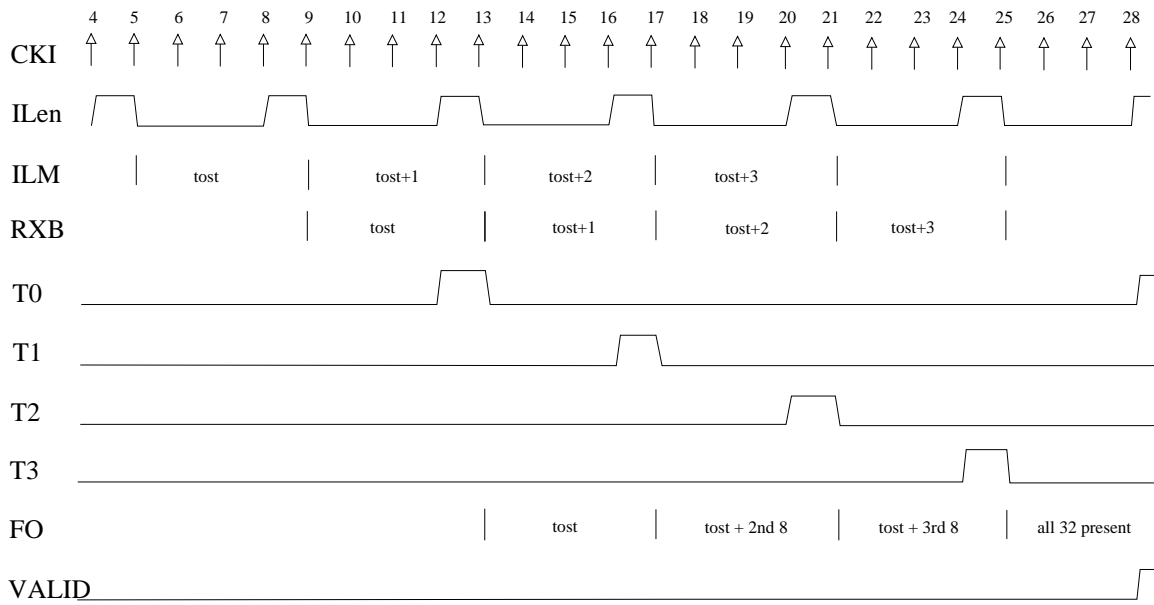 4 5 6 7 8 9 10 11 12 13 14 15 16 17 18 19 20 21 22 23 24 25 26 27 28
CKI
ILen
ILM tost tost+1 tost+2 tost+3
RXB tost tost+1 tost+2 tost+3
T0
T1
T2
T3
FO tost tost + 2nd 8 tost + 3rd 8 all 32 present
VALID